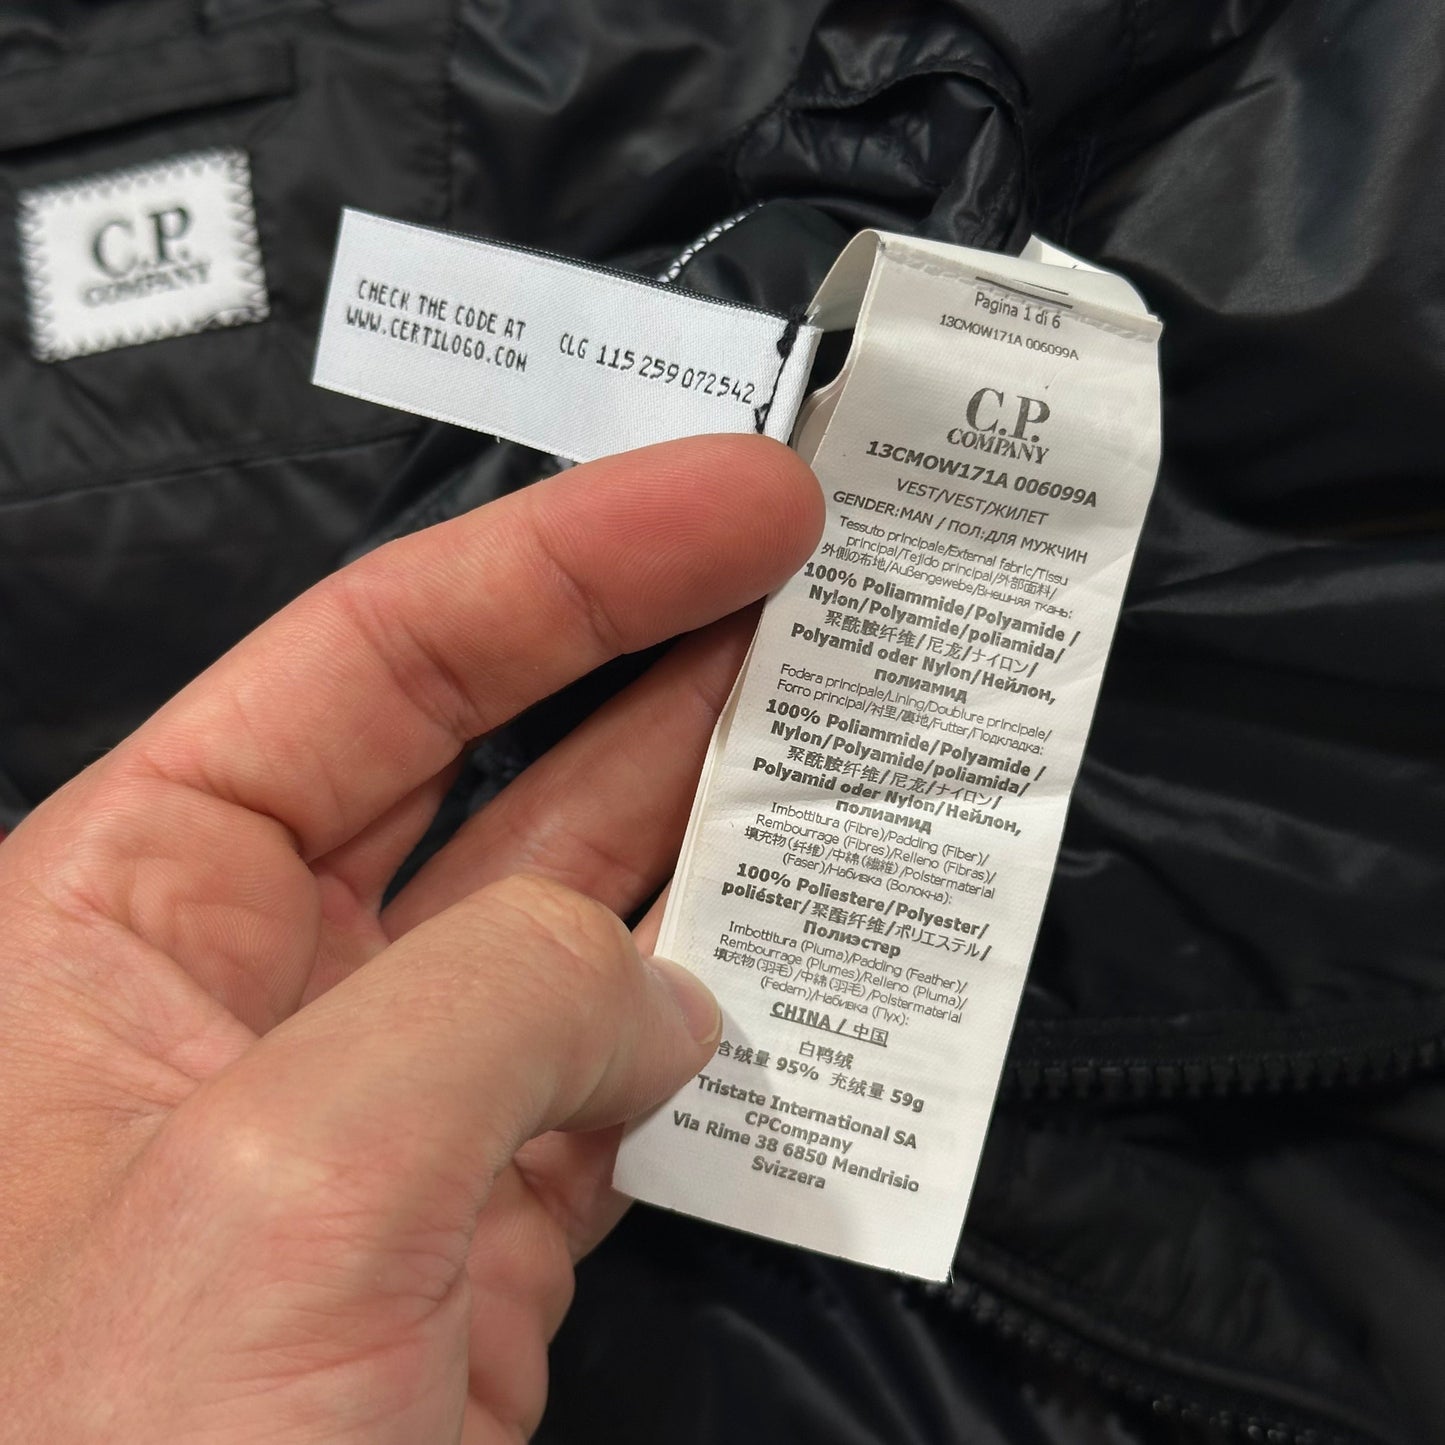 C.P.
COMPANY
CHECK THE CODE AT
WWW.CERTILOGO.COM
CLG 115 259 072 542
Pagina 1 di 6
13CMOW171A 006099A
C.P.
COMPANY
13CMOW171A 006099A
VEST/VEST/ЖИЛЕТ
GENDER:MAN / ПОЛ:ДЛЯ МУЖЧИН
Tessuto principale/External fabric/Tissu
principal/Tejido principal/外部面料/
外側の布地/Außengewebe/Внешняя ткань:
100% Poliammide/Polyamide /
Nylon/Polyamide/poliamida/
聚酰胺纤维/尼龙/ナイロン/
Polyamid oder Nylon/Нейлон,
полиамид
Fodera principale/Lining/Doublure principale/
Forro principal/衬里/裏地/Futter/Подкладка:
100% Poliammide/Polyamide /
Nylon/Polyamide/poliamida/
聚酰胺纤维/尼龙/ナイロン/
Polyamid oder Nylon/Нейлон,
полиамид
Imbottitura (Fibre)/Padding (Fiber)/
Rembourrage (Fibres)/Relleno (Fibras)/
填充物(纤维)/中綿(繊維)/Polstermaterial
(Faser)/Набивка (Волокна):
100% Poliestere/Polyester/
poliéster/聚酯纤维/ポリエステル/
Полиэстер
Imbottitura (Piuma)/Padding (Feather)/
Rembourrage (Plumes)/Relleno (Pluma)/
填充物(羽毛)/中綿(羽毛)/Polstermaterial
(Federn)/Набивка (Пух):
CHINA / 中国
白鸭绒
含绒量 95% 充绒量 59g
Tristate International SA
CPCompany
Via Rime 38 6850 Mendrisio
Svizzera